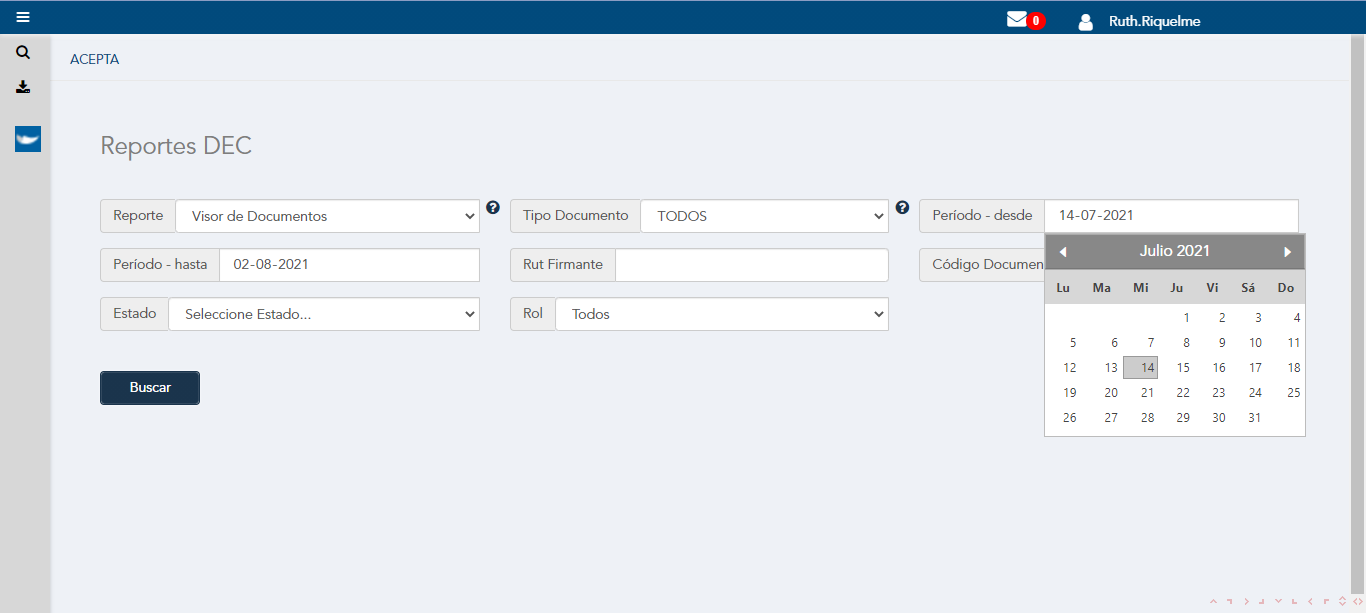 0 Ruth.Riquelme
ACEPTA
Reportes DEC
Reporte Visor de Documentos Tipo Documento TODOS Período - desde 14-07-2021
Período - hasta 02-08-2021 Rut Firmante Código Documen
Estado Seleccione Estado... Rol Todos
Buscar
Julio 2021
Lu Ma Mi Ju Vi Sá Do
1 2 3 4
5 6 7 8 9 10 11
12 13 14 15 16 17 18
19 20 21 22 23 24 25
26 27 28 29 30 31